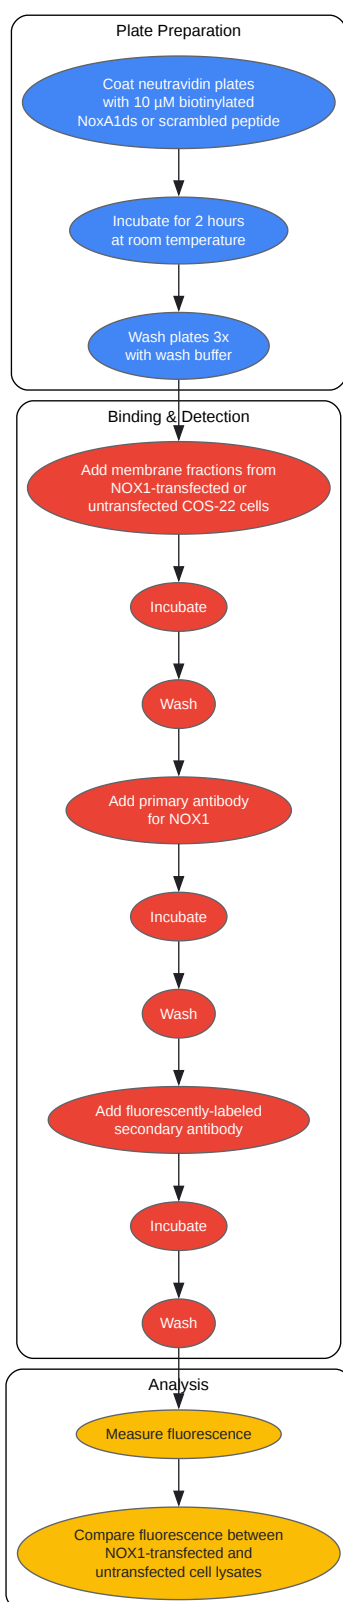 Plate Preparation
Coat neutravidin plates
with 10 µM biotinylated
NoxA1ds or scrambled peptide
Incubate for 2 hours
at room temperature
Wash plates 3x
with wash buffer
Binding & Detection
Add membrane fractions from
NOX1-transfected or
untransfected COS-22 cells
Incubate
Wash
Add primary antibody
for NOX1
Incubate
Wash
Add fluorescently-labeled
secondary antibody
Incubate
Wash
Analysis
Measure fluorescence
Compare fluorescence between
NOX1-transfected and
untransfected cell lysates